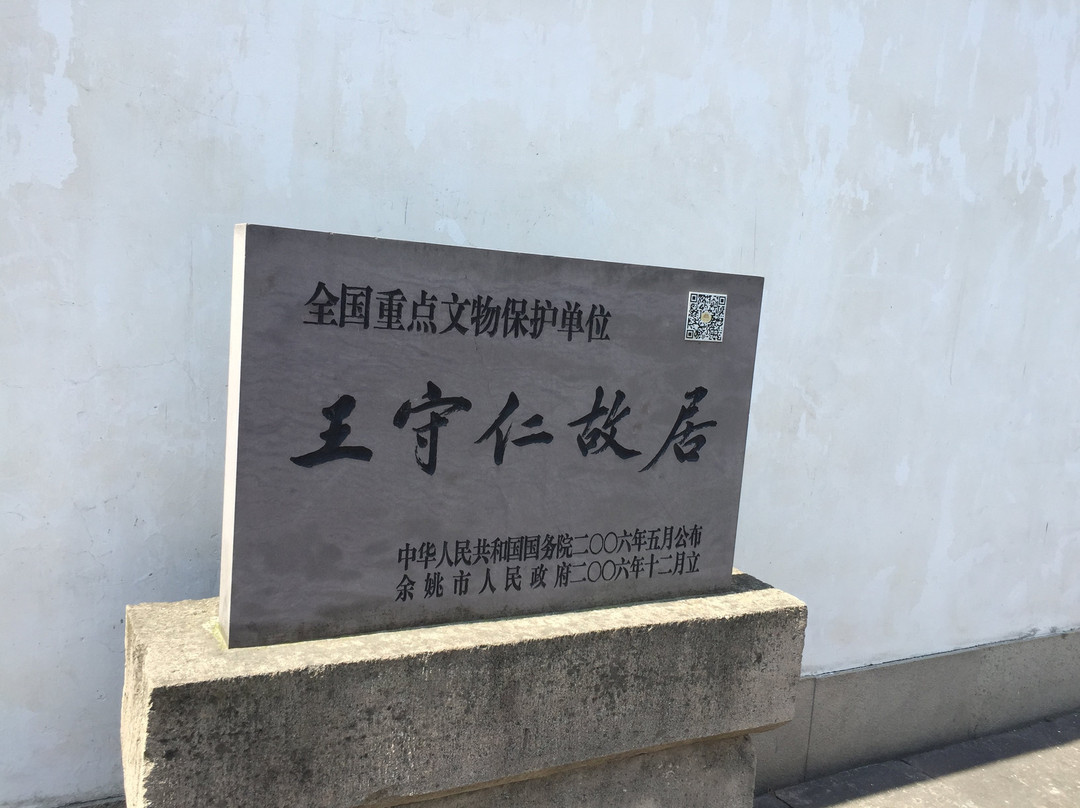 全国重点文物保护单位
王守仁故居
中华人民共和国国务院二〇〇六年五月公布
余姚市人民政府二〇〇六年十二月立